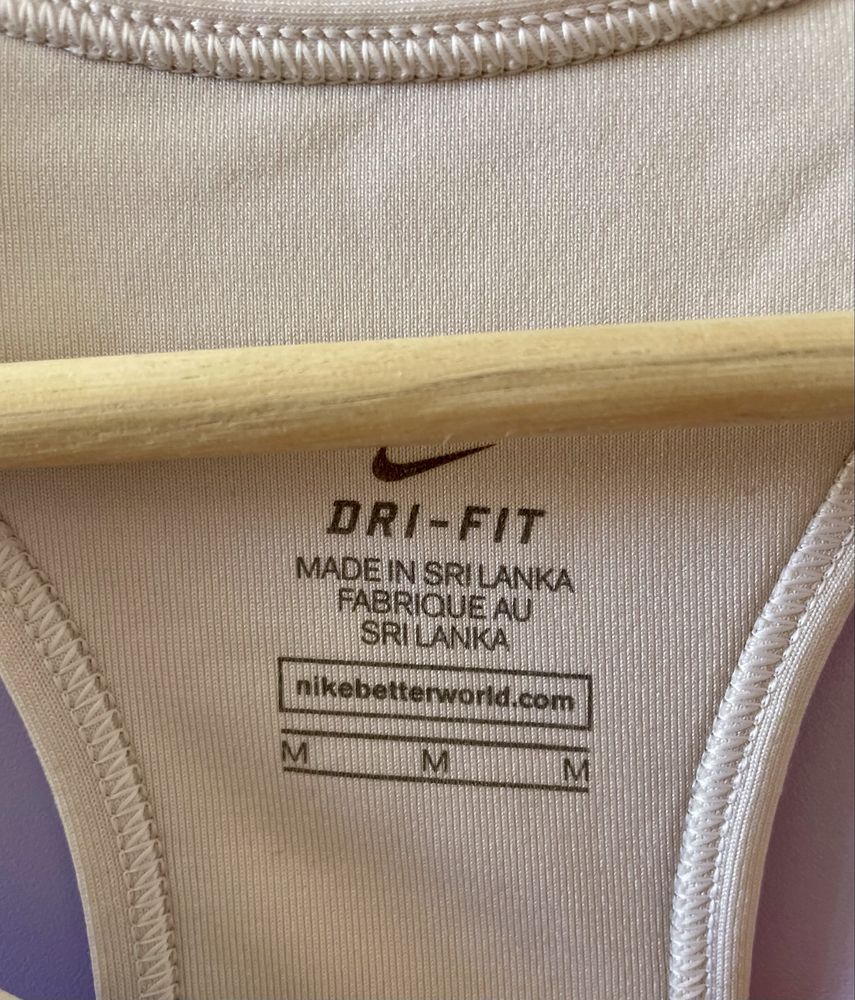 DRI-FIT
MADE IN SRI LANKA
FABRIQUE AU
SRI LANKA
nikebetterworld.com
M M M